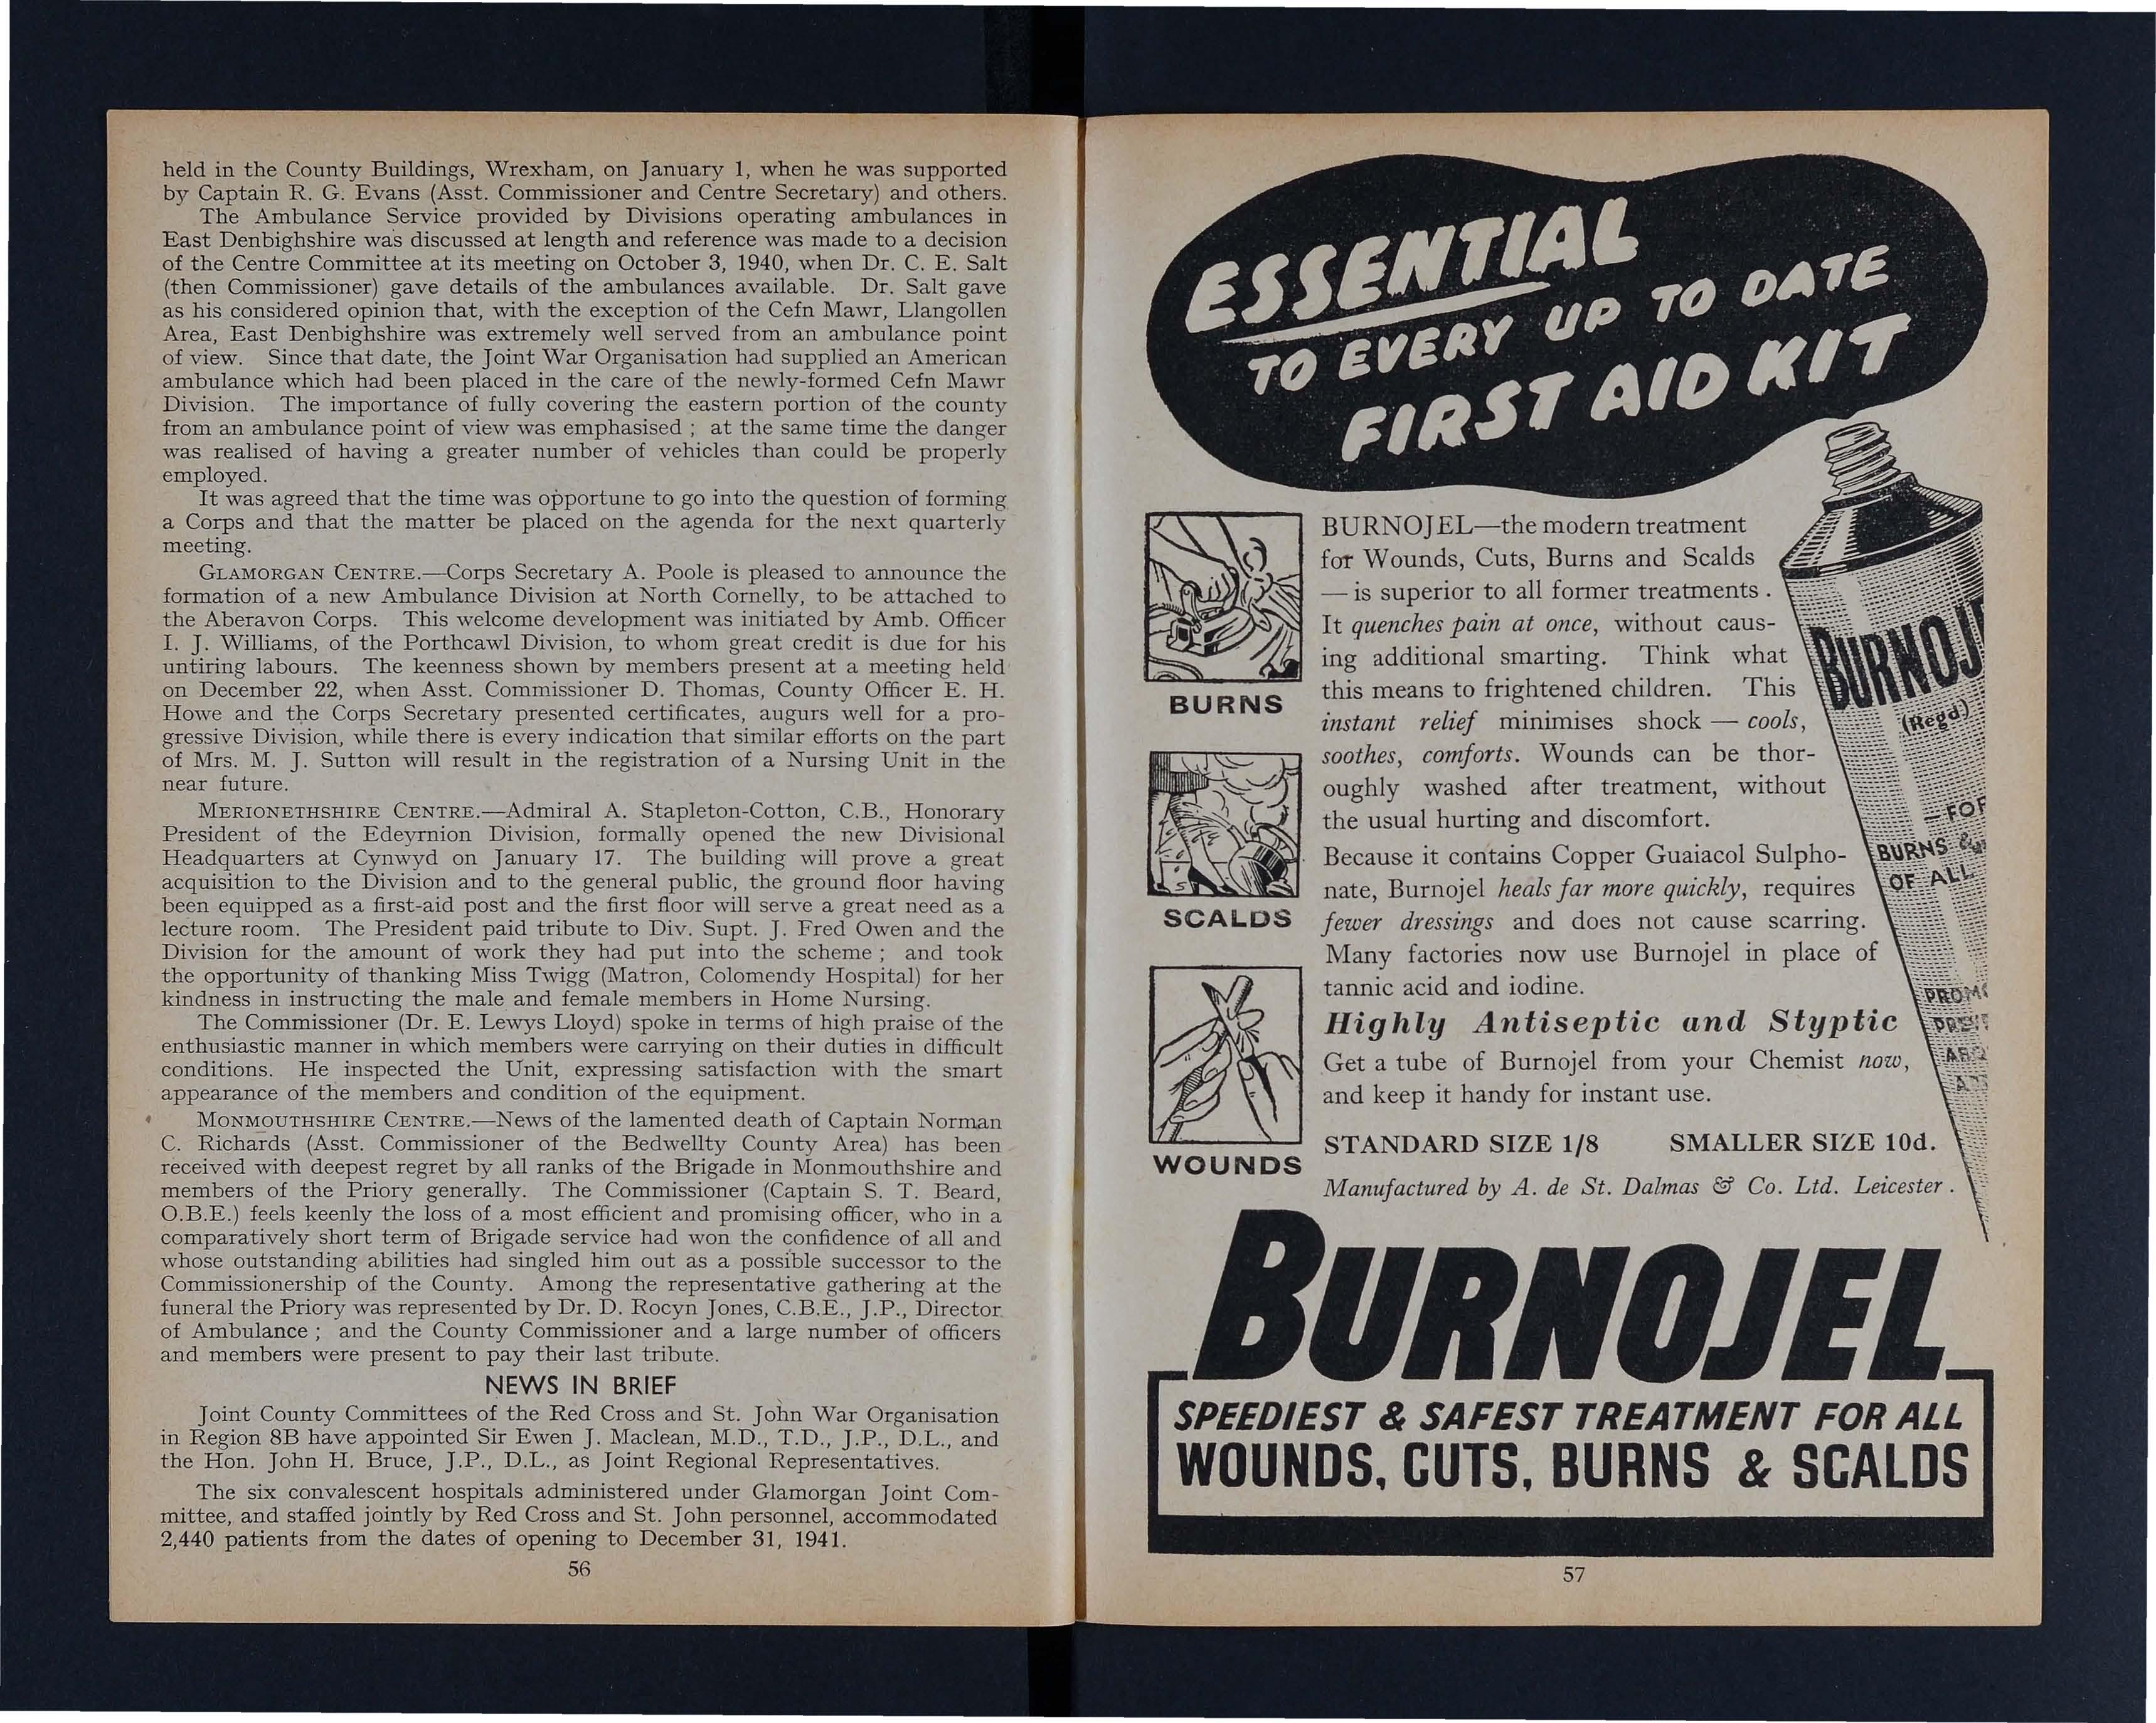 held in the County Buildings, Wrexham, on January 1, when he was supported
by Captain R. G. Evans (Asst. Commissioner and Centre Secretary) and others.
The Ambulance Service provided by Divisions operating ambulances in
East Denbighshire was discussed at length and reference was made to a decision
of the Centre Committee at its meeting on October 3, 1940, when Dr. C. E. Salt
(then Commissioner) gave details of the ambulances available. Dr. Salt gave
as his considered opinion that, with the exception of the Cefn Mawr, Llangollen
Area, East Denbighshire was extremely well served from an ambulance point
of view. Since that date, the Joint War Organisation had supplied an American
ambulance which had been placed in the care of the newly-formed Cefn Mawr
Division. The importance of fully covering the eastern portion of the county
from an ambulance point of view was emphasised ; at the same time the danger
was realised of having a greater number of vehicles than could be properly
employed.
It was agreed that the time was opportune to go into the question of forming
a Corps and that the matter be placed on the agenda for the next quarterly
meeting.
GLAMORGAN CENTRE.—Corps Secretary A. Poole is pleased to announce the
formation of a new Ambulance Division at North Cornelly, to be attached to
the Aberavon Corps. This welcome development was initiated by Amb. Officer
I. J. Williams, of the Porthcawl Division, to whom great credit is due for his
untiring labours. The keenness shown by members present at a meeting held
on December 22, when Asst. Commissioner D. Thomas, County Officer E. H.
Howe and the Corps Secretary presented certificates, augurs well for a pro-
gressive Division, while there is every indication that similar efforts on the part
of Mrs. M. J. Sutton will result in the registration of a Nursing Unit in the
near future.
MERIONETHSHIRE CENTRE.—Admiral A. Stapleton-Cotton, C.B., Honorary
President of the Edeyrnion Division, formally opened the new Divisional
Headquarters at Cynwyd on January 17. The building will prove a great
acquisition to the Division and to the general public, the ground floor having
been equipped as a first-aid post and the first floor will serve a great need as a
lecture room. The President paid tribute to Div. Supt. J. Fred Owen and the
Division for the amount of work they had put into the scheme ; and took
the opportunity of thanking Miss Twigg (Matron, Colomendy Hospital) for her
kindness in instructing the male and female members in Home Nursing.
The Commissioner (Dr. E. Lewys Lloyd) spoke in terms of high praise of the
enthusiastic manner in which members were carrying on their duties in difficult
conditions. He inspected the Unit, expressing satisfaction with the smart
appearance of the members and condition of the equipment.
MONMOUTHSHIRE CENTRE.—News of the lamented death of Captain Norman
C. Richards (Asst. Commissioner of the Bedwellty County Area) has been
received with deepest regret by all ranks of the Brigade in Monmouthshire and
members of the Priory generally. The Commissioner (Captain S. T. Beard,
O.B.E.) feels keenly the loss of a most efficient and promising officer, who in a
comparatively short term of Brigade service had won the confidence of all and
whose outstanding abilities had singled him out as a possible successor to the
Commissionership of the County. Among the representative gathering at the
funeral the Priory was represented by Dr. D. Rocyn Jones, C.B.E., J.P., Director
of Ambulance ; and the County Commissioner and a large number of officers
and members were present to pay their last tribute.
NEWS IN BRIEF
Joint County Committees of the Red Cross and St. John War Organisation
in Region 8B have appointed Sir Ewen J. Maclean, M.D., T.D., J.P., D.L., and
the Hon. John H. Bruce, J.P., D.L., as Joint Regional Representatives.
The six convalescent hospitals administered under Glamorgan Joint Com-
mittee, and staffed jointly by Red Cross and St. John personnel, accommodated
2,440 patients from the dates of opening to December 31, 1941.
56
ESSENTIAL
TO EVERY UP TO DATE
FIRST AID KIT
BURNS
SCALDS
WOUNDS
BURNOJEL—the modern treatment
for Wounds, Cuts, Burns and Scalds
— is superior to all former treatments.
It quenches pain at once, without caus-
ing additional smarting. Think what
this means to frightened children. This
instant relief minimises shock — cools,
soothes, comforts. Wounds can be thor-
oughly washed after treatment, without
the usual hurting and discomfort.
Because it contains Copper Guaiacol Sulpho-
nate, Burnojel heals far more quickly, requires
fewer dressings and does not cause scarring.
Many factories now use Burnojel in place of
tannic acid and iodine.
Highly Antiseptic and Styptic
Get a tube of Burnojel from your Chemist now,
and keep it handy for instant use.
STANDARD SIZE 1/8 SMALLER SIZE 10d.
Manufactured by A. de St. Dalmas & Co. Ltd. Leicester.
BURNOJ
(Regd)
— FOR
BURNS &
OF ALL
BURNOJEL
SPEEDIEST & SAFEST TREATMENT FOR ALL
WOUNDS, CUTS, BURNS & SCALDS
57